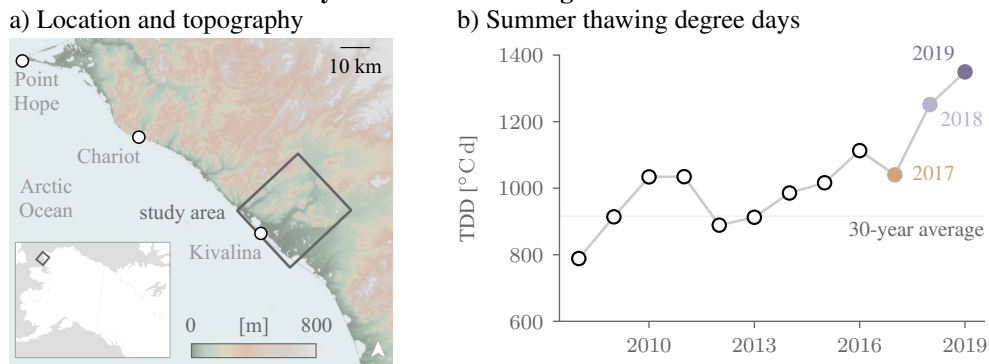 a) Location and topography
10 km
Point
Hope
Chariot
Arctic
Ocean
study area
Kivalina
0 [m] 800
b) Summer thawing degree days
TDD [°C d]
1400
1200
1000
800
600
2019
2018
2017
30-year average
2010 2013 2016 2019